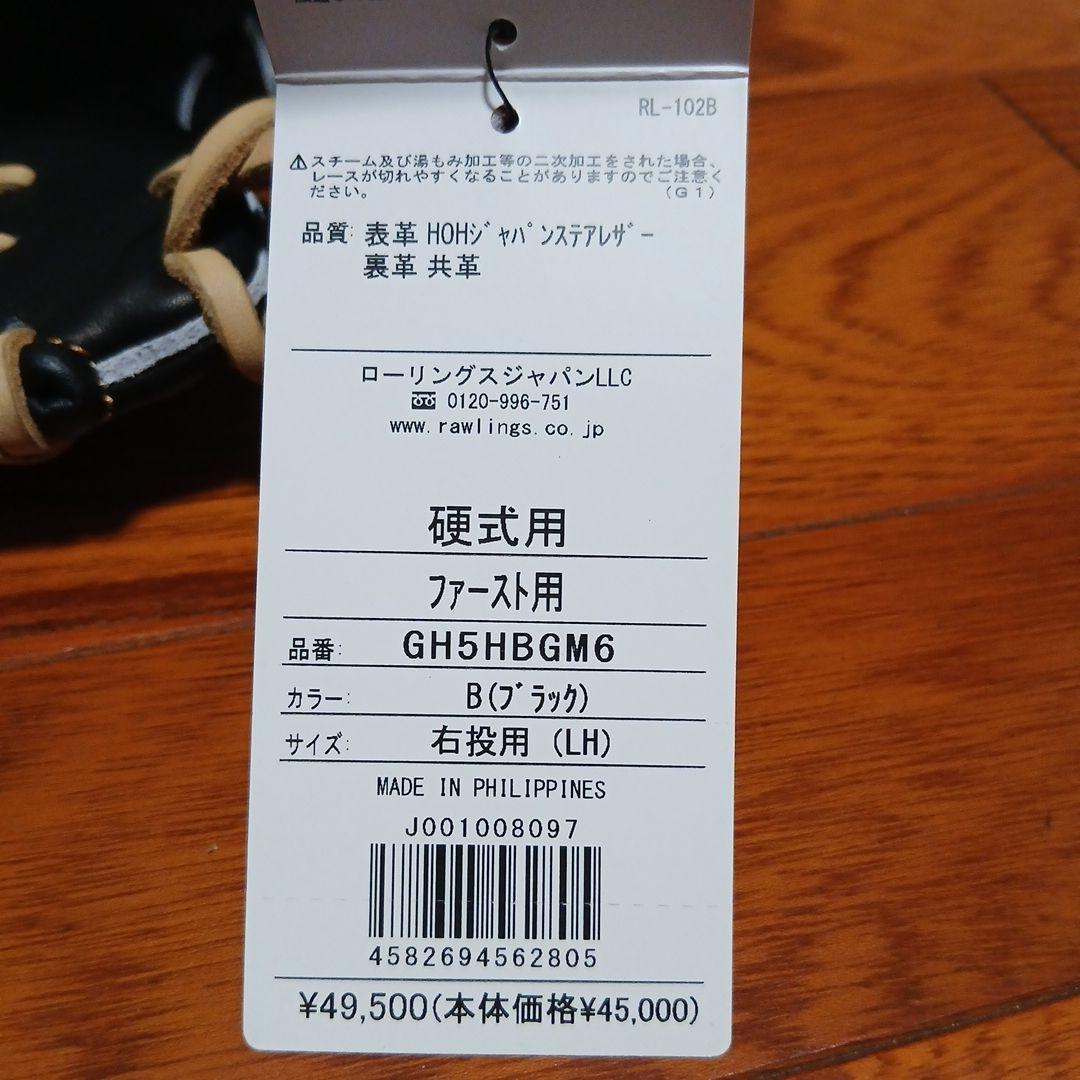 RL-102B
⚠スチーム及び湯もみ加工等の二次加工をされた場合、
レースが切れやすくなることがありますのでご注意く
ださい。 (G1)
品質: 表革 HOHｼﾞｬﾊﾟﾝｽﾃｱﾚｻﾞｰ
裏革 共革
ローリングスジャパンLLC
0120-996-751
www.rawlings.co.jp
硬式用
ファースト用
品番: GH5HBGM6
カラー: B(ﾌﾞﾗｯｸ)
サイズ: 右投用 (LH)
MADE IN PHILIPPINES
J001008097
4582694562805
¥49,500(本体価格¥45,000)